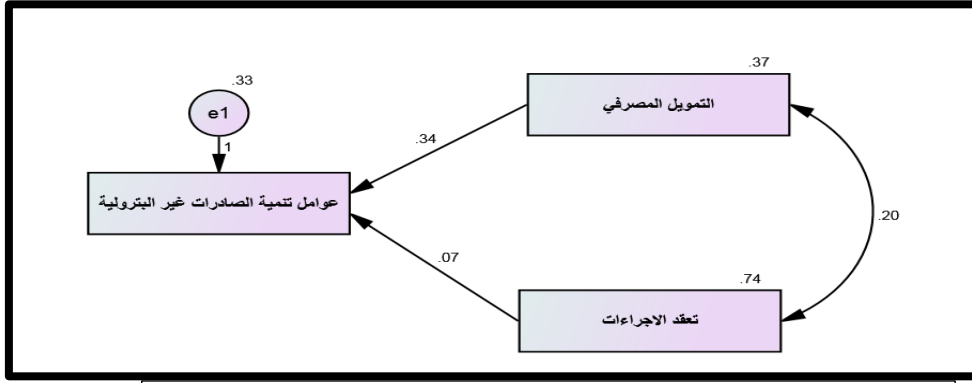 .37
التمويل المصرفي
.33
e1
1
.34
عوامل تنمية الصادرات غير البترولية
.20
.07
.74
تعقد الاجراءات